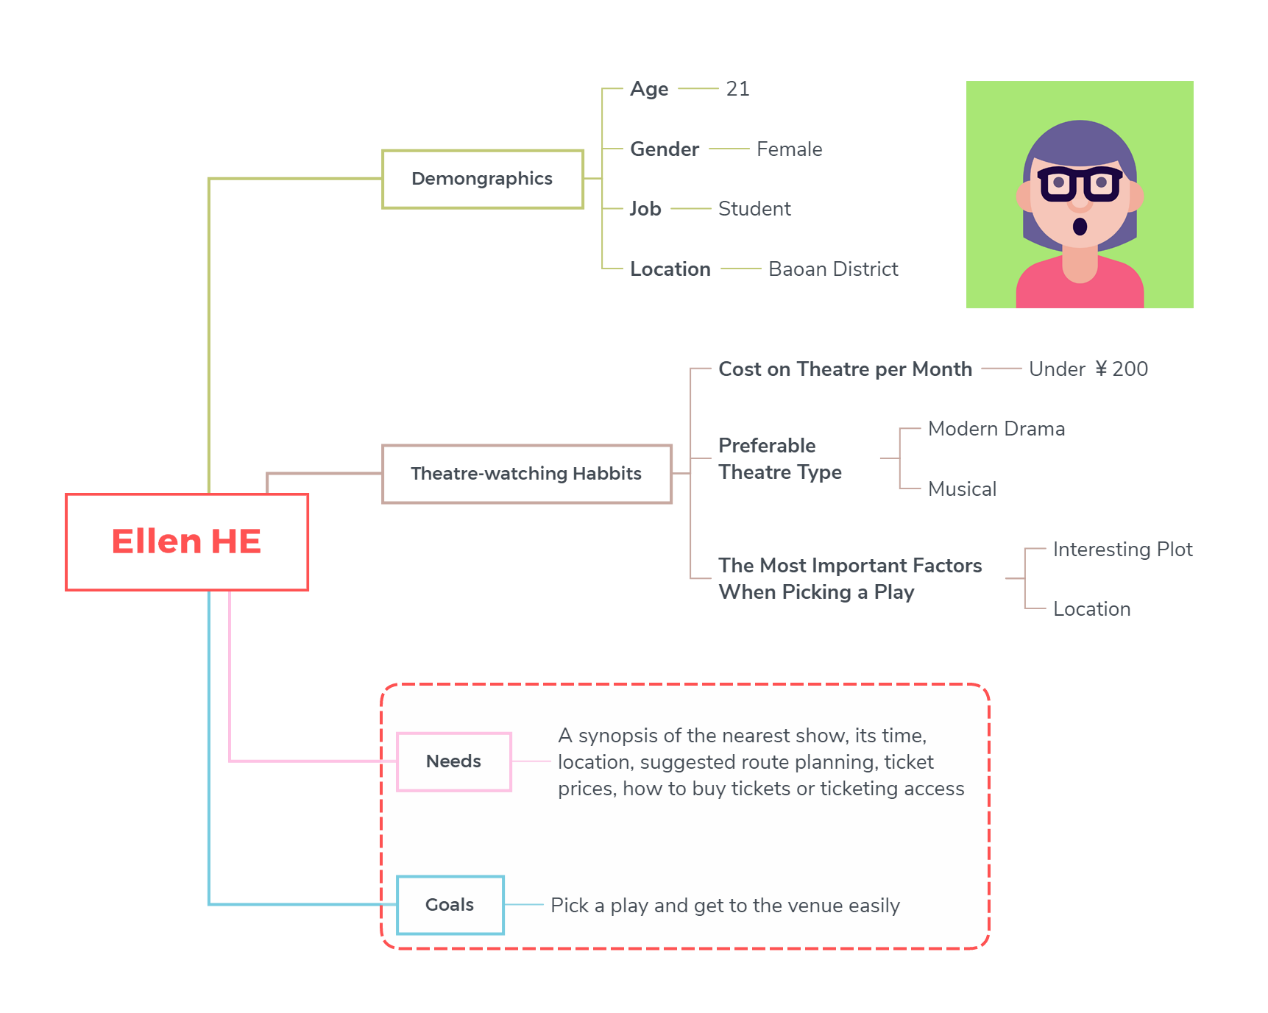 Age
21
Gender
Female
Demongraphics
Job
Student
Location
Baoan District
Cost on Theatre per Month
Under ¥ 200
Modern Drama
Preferable
Theatre Type
Musical
Theatre-watching Habbits
Ellen HE
Interesting Plot
The Most Important Factors
When Picking a Play
Location
Needs
A synopsis of the nearest show, its time,
location, suggested route planning, ticket
prices, how to buy tickets or ticketing access
Goals
Pick a play and get to the venue easily